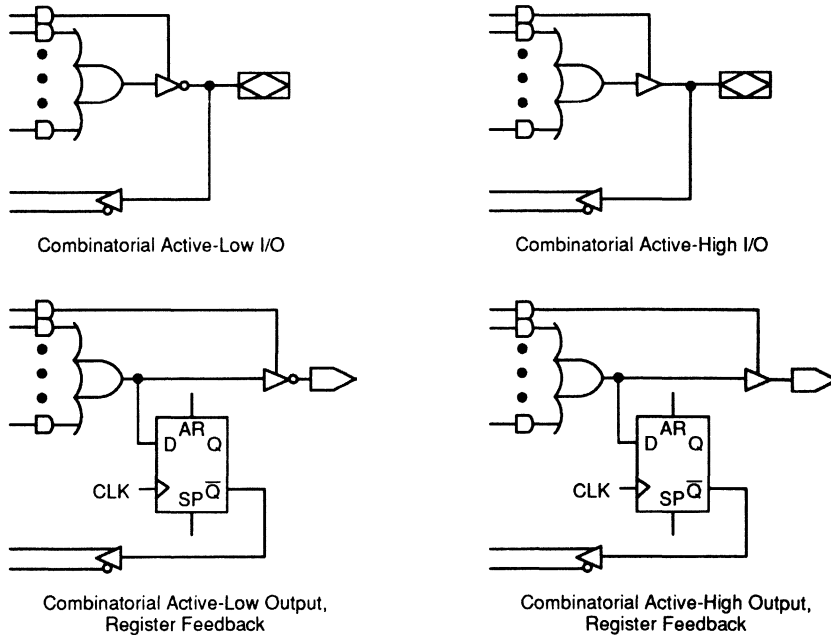 Combinatorial Active-Low I/O
Combinatorial Active-High I/O
AR
D
Q
CLK
SP
Q̅
Combinatorial Active-Low Output,
Register Feedback
AR
D
Q
CLK
SP
Q̅
Combinatorial Active-High Output,
Register Feedback